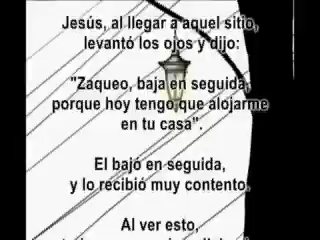 Jesús, al llegar a aquel sitio,
levantó los ojos y dijo:
"Zaqueo, baja en seguida,
porque hoy tengo que alojarme
en tu casa".
El bajó en seguida,
y lo recibió muy contento.
Al ver esto,